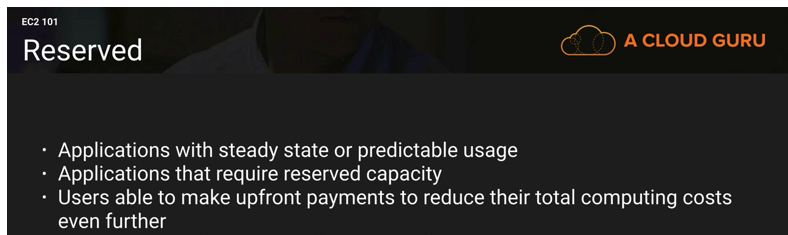 EC2 101
Reserved
A CLOUD GURU
· Applications with steady state or predictable usage
· Applications that require reserved capacity
· Users able to make upfront payments to reduce their total computing costs
even further